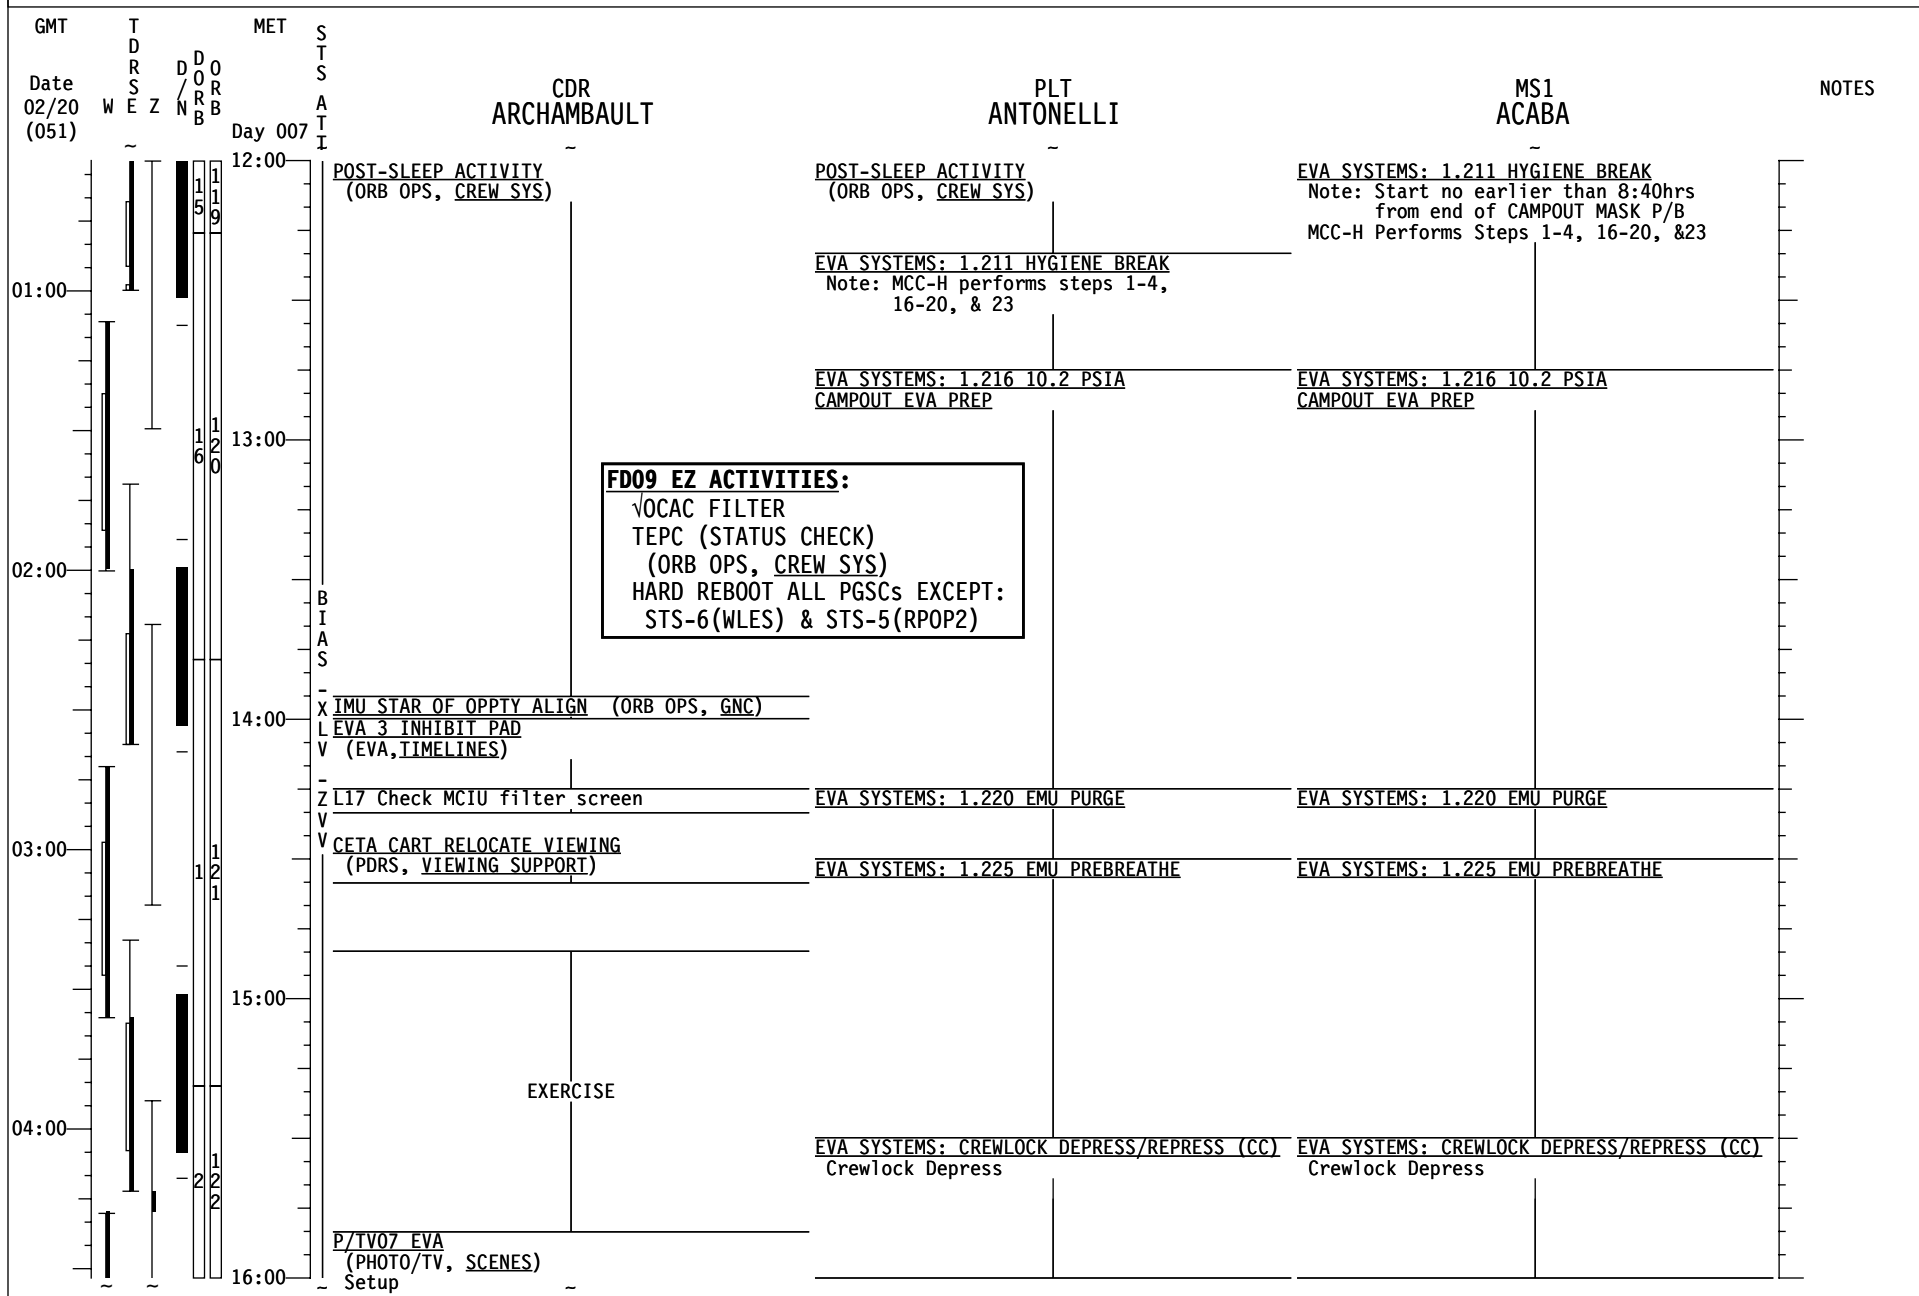 GMT
TDRS
MET
STS ATT
Date
02/20
(051)
W E Z
D/N
DORB
ORB
Day 007
CDR
ARCHAMBAULT
PLT
ANTONELLI
MS1
ACABA
NOTES
~ ~ ~ ~
12:00
01:00
13:00
02:00
14:00
03:00
15:00
04:00
16:00
15
16
1
2
119
120
121
122
BIAS -XLV -ZVV
POST-SLEEP ACTIVITY
(ORB OPS, CREW SYS)
IMU STAR OF OPPTY ALIGN (ORB OPS, GNC)
EVA 3 INHIBIT PAD
(EVA,TIMELINES)
L17 Check MCIU filter screen
CETA CART RELOCATE VIEWING
(PDRS, VIEWING SUPPORT)
EXERCISE
P/TV07 EVA
(PHOTO/TV, SCENES)
Setup
FD09 EZ ACTIVITIES:
√OCAC FILTER
TEPC (STATUS CHECK)
(ORB OPS, CREW SYS)
HARD REBOOT ALL PGSCs EXCEPT:
STS-6(WLES) & STS-5(RPOP2)
POST-SLEEP ACTIVITY
(ORB OPS, CREW SYS)
EVA SYSTEMS: 1.211 HYGIENE BREAK
Note: MCC-H performs steps 1-4,
16-20, & 23
EVA SYSTEMS: 1.216 10.2 PSIA
CAMPOUT EVA PREP
EVA SYSTEMS: 1.220 EMU PURGE
EVA SYSTEMS: 1.225 EMU PREBREATHE
EVA SYSTEMS: CREWLOCK DEPRESS/REPRESS (CC)
Crewlock Depress
EVA SYSTEMS: 1.211 HYGIENE BREAK
Note: Start no earlier than 8:40hrs
from end of CAMPOUT MASK P/B
MCC-H Performs Steps 1-4, 16-20, &23
EVA SYSTEMS: 1.216 10.2 PSIA
CAMPOUT EVA PREP
EVA SYSTEMS: 1.220 EMU PURGE
EVA SYSTEMS: 1.225 EMU PREBREATHE
EVA SYSTEMS: CREWLOCK DEPRESS/REPRESS (CC)
Crewlock Depress
~ ~ ~ ~